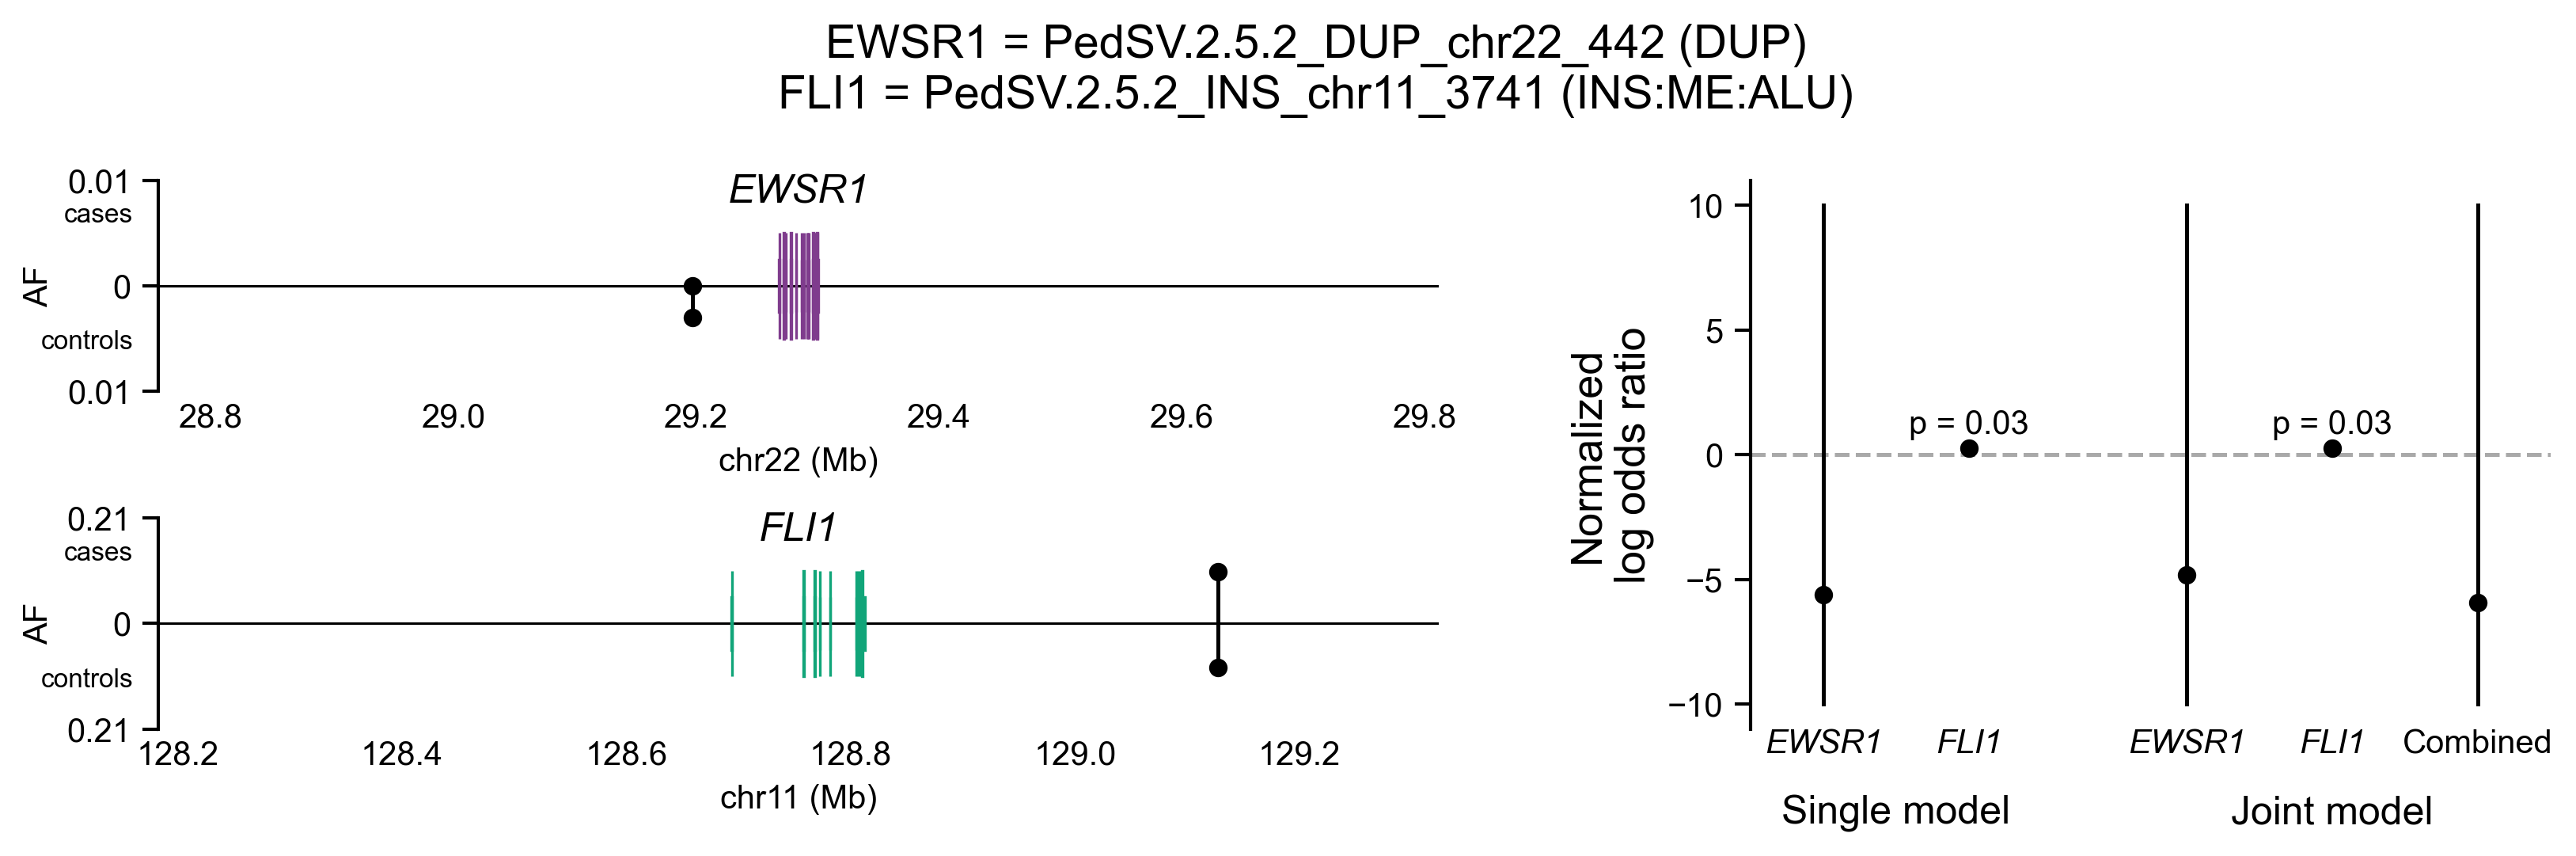 EWSR1 = PedSV.2.5.2_DUP_chr22_442 (DUP)
FLI1 = PedSV.2.5.2_INS_chr11_3741 (INS:ME:ALU)
0.01
cases
AF
0
controls
0.01
EWSR1
28.8 29.0 29.2 29.4 29.6 29.8
chr22 (Mb)
0.21
cases
AF
0
controls
0.21
FLI1
128.2 128.4 128.6 128.8 129.0 129.2
chr11 (Mb)
Normalized
log odds ratio
10
5
0
−5
−10
p = 0.03 p = 0.03
EWSR1 FLI1 EWSR1 FLI1 Combined
Single model Joint model